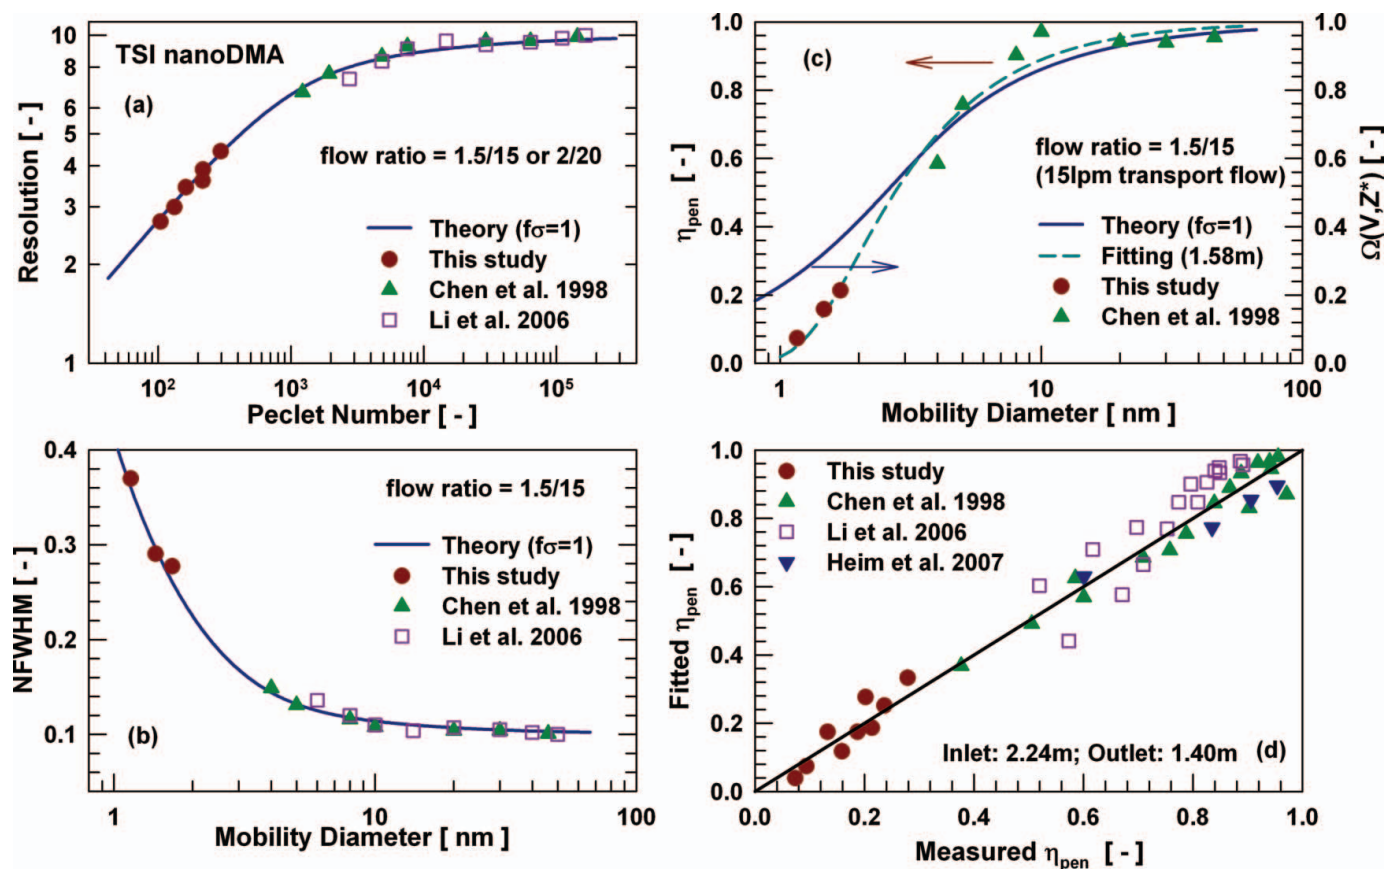 TSI nanoDMA
(a)
flow ratio = 1.5/15 or 2/20
Theory (fσ=1)
This study
Chen et al. 1998
Li et al. 2006
Resolution [ - ]
10
8
6
5
4
3
2
1
10²
10³
10⁴
10⁵
Peclet Number [ - ]
(c)
flow ratio = 1.5/15
(15lpm transport flow)
Theory (fσ=1)
Fitting (1.58m)
This study
Chen et al. 1998
η_pen [ - ]
1.0
0.8
0.6
0.4
0.2
0.0
Ω(V,Z*) [ - ]
1.0
0.8
0.6
0.4
0.2
0.0
1
10
100
Mobility Diameter [ nm ]
flow ratio = 1.5/15
Theory (fσ=1)
This study
Chen et al. 1998
Li et al. 2006
(b)
NFWHM [ - ]
0.4
0.3
0.2
0.1
1
10
100
Mobility Diameter [ nm ]
This study
Chen et al. 1998
Li et al. 2006
Heim et al. 2007
Inlet: 2.24m; Outlet: 1.40m
(d)
Fitted η_pen [ - ]
1.0
0.8
0.6
0.4
0.2
0.0
0.0
0.2
0.4
0.6
0.8
1.0
Measured η_pen [ - ]